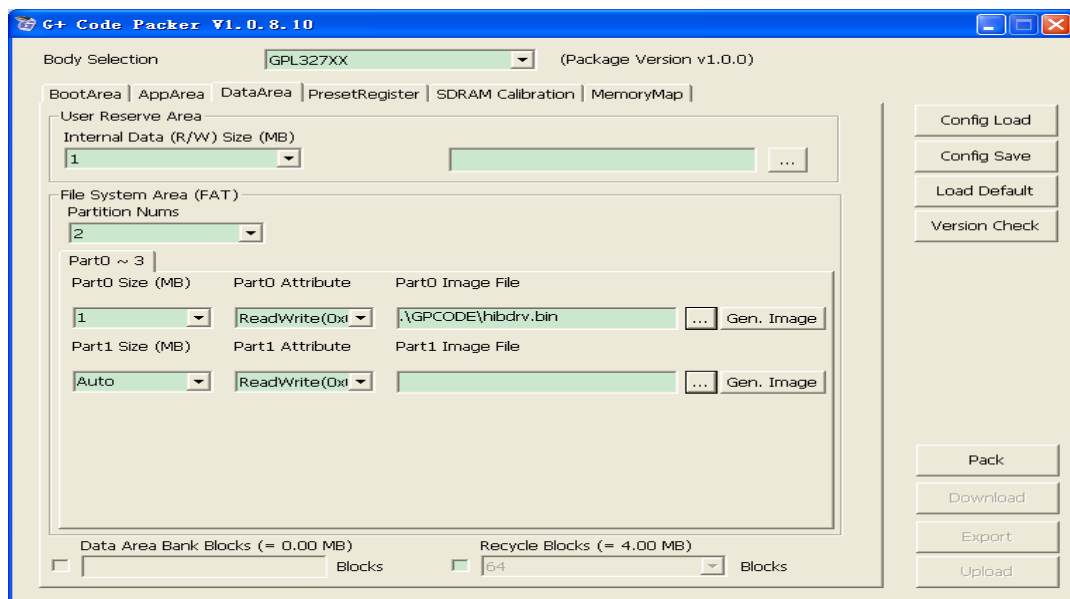 G+ Code Packer V1.0.8.10
Body Selection GPL327XX (Package Version v1.0.0)
BootArea AppArea DataArea PresetRegister SDRAM Calibration MemoryMap
User Reserve Area
Internal Data (R/W) Size (MB)
1 ...
File System Area (FAT)
Partition Nums
2
Part0 ~ 3
Part0 Size (MB) Part0 Attribute Part0 Image File
1 ReadWrite(0x .\GPCODE\hibdrv.bin ... Gen. Image
Part1 Size (MB) Part1 Attribute Part1 Image File
Auto ReadWrite(0x ... Gen. Image
Data Area Bank Blocks (= 0.00 MB) Recycle Blocks (= 4.00 MB)
Blocks 64 Blocks
Config Load
Config Save
Load Default
Version Check
Pack
Download
Export
Upload